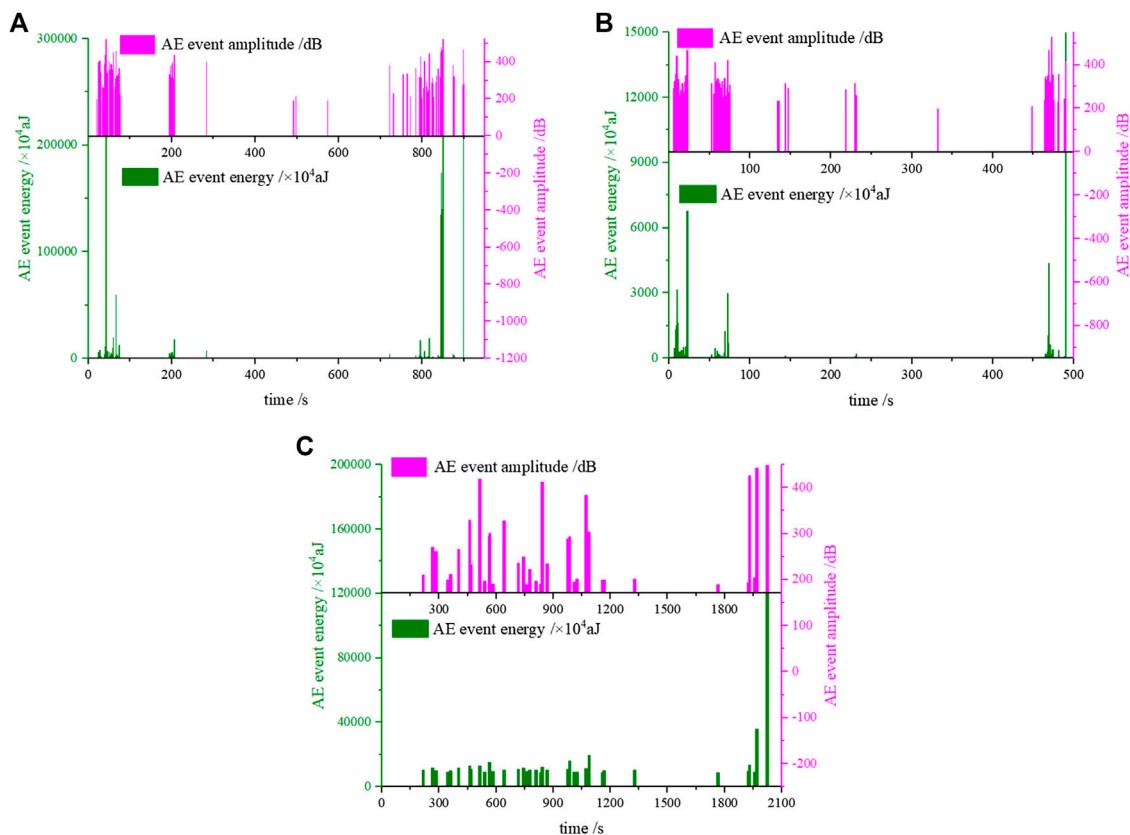 A
AE event amplitude /dB
AE event energy /×10⁴aJ
300000
200000
100000
0
200 400 600 800
AE event energy /×10⁴aJ
400
200
0
-200
-400
-600
-800
-1000
-1200
AE event amplitude /dB
0 200 400 600 800
time /s
B
AE event amplitude /dB
AE event energy /×10⁴aJ
15000
12000
9000
6000
3000
0
0 100 200 300 400
AE event energy /×10⁴aJ
400
200
0
-200
-400
-600
-800
AE event amplitude /dB
0 100 200 300 400 500
time /s
C
AE event amplitude /dB
AE event energy /×10⁴aJ
200000
160000
120000
80000
40000
0
300 600 900 1200 1500 1800
AE event energy /×10⁴aJ
400
300
200
100
0
-100
-200
AE event amplitude /dB
0 300 600 900 1200 1500 1800 2100
time /s